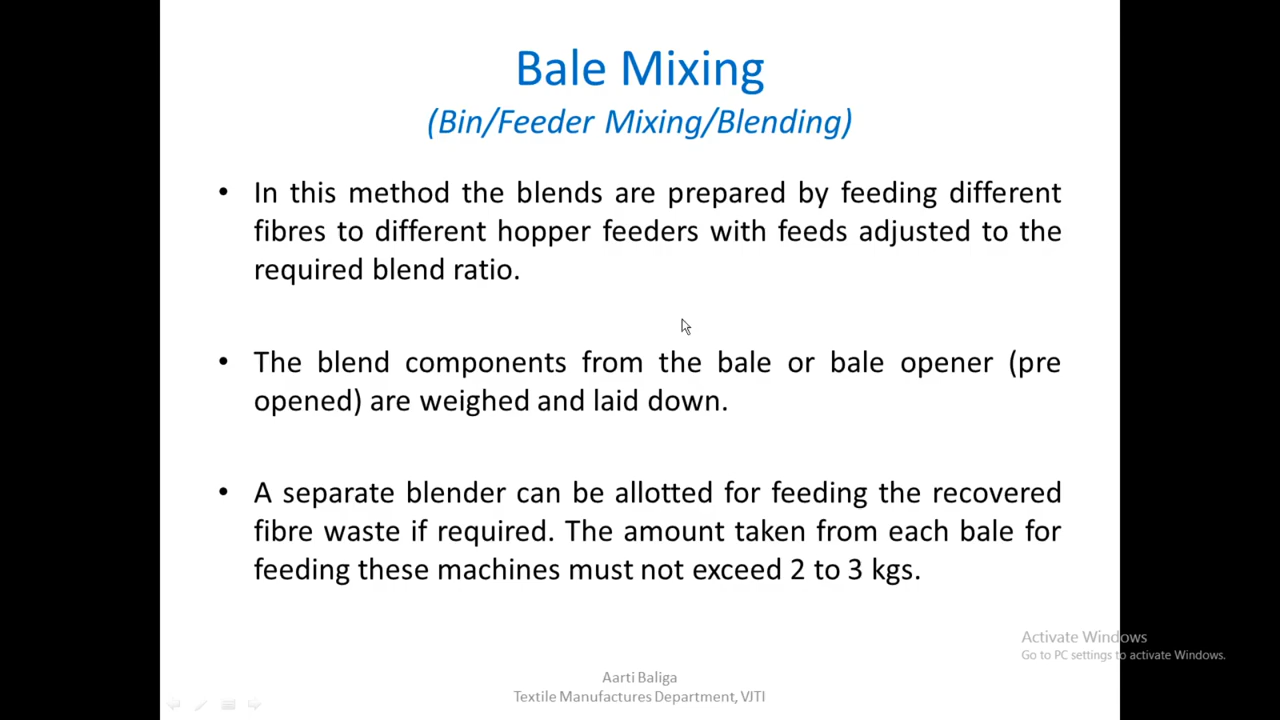 Bale Mixing
(Bin/Feeder Mixing/Blending)
• In this method the blends are prepared by feeding different
fibres to different hopper feeders with feeds adjusted to the
required blend ratio.
• The blend components from the bale or bale opener (pre
opened) are weighed and laid down.
• A separate blender can be allotted for feeding the recovered
fibre waste if required. The amount taken from each bale for
feeding these machines must not exceed 2 to 3 kgs.
Activate Windows
Go to PC settings to activate Windows.
Aarti Baliga
Textile Manufactures Department, VJTI